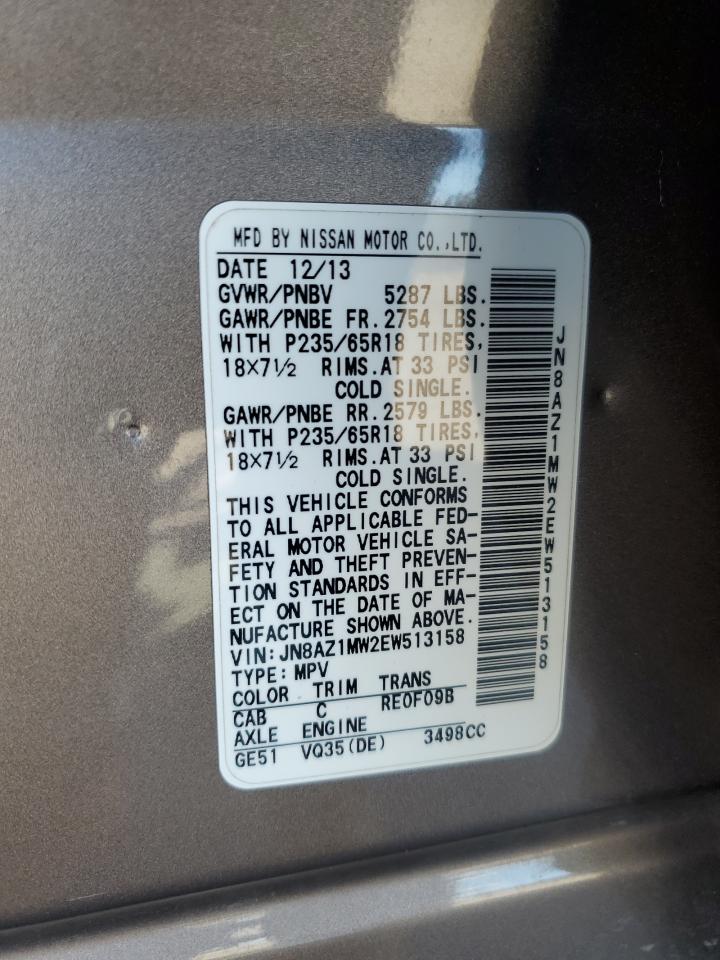 MFD BY NISSAN MOTOR CO.,LTD.
DATE 12/13
GVWR/PNBV 5287 LBS.
GAWR/PNBE FR. 2754 LBS.
WITH P235/65R18 TIRES,
18×7½ RIMS. AT 33 PSI
COLD SINGLE.
GAWR/PNBE RR. 2579 LBS.
WITH P235/65R18 TIRES,
18×7½ RIMS. AT 33 PSI
COLD SINGLE.
THIS VEHICLE CONFORMS
TO ALL APPLICABLE FED-
ERAL MOTOR VEHICLE SA-
FETY AND THEFT PREVEN-
TION STANDARDS IN EFF-
ECT ON THE DATE OF MA-
NUFACTURE SHOWN ABOVE.
VIN: JN8AZ1MW2EW513158
TYPE: MPV
COLOR TRIM TRANS
CAB C RE0F09B
AXLE ENGINE
GE51 VQ35(DE) 3498CC
JN8AZ1MW2EW513158